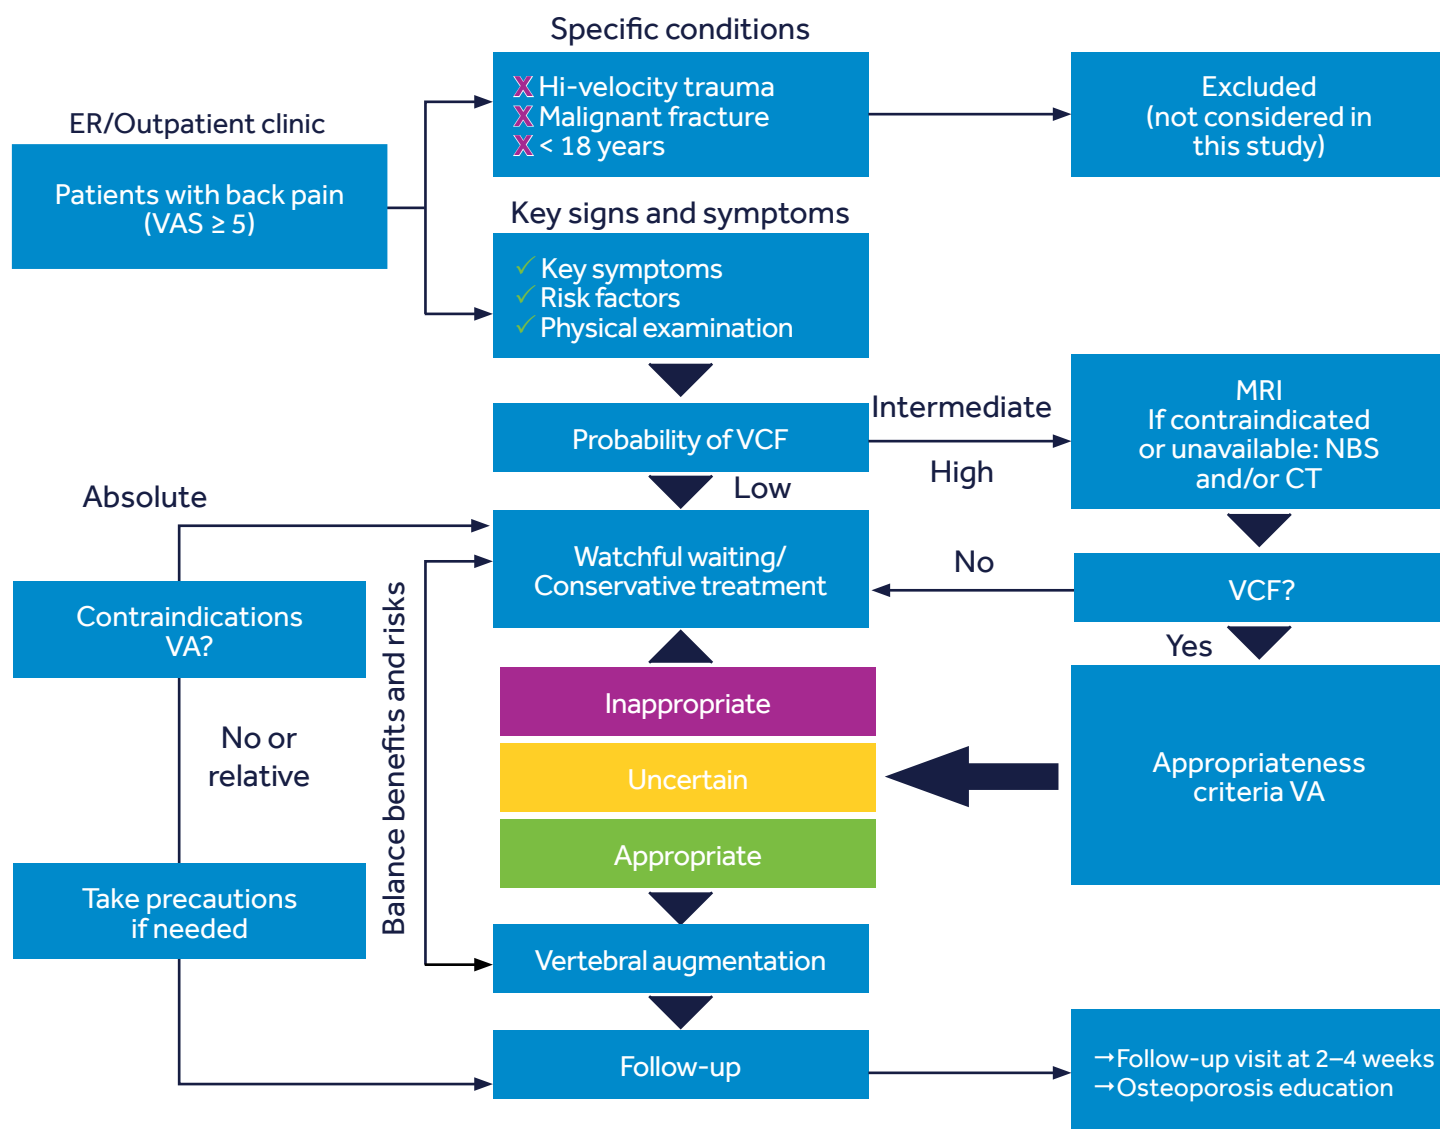 Specific conditions
X Hi-velocity trauma
X Malignant fracture
X < 18 years
Excluded
(not considered in
this study)
ER/Outpatient clinic
Patients with back pain
(VAS ≥ 5)
Key signs and symptoms
✓ Key symptoms
✓ Risk factors
✓ Physical examination
Probability of VCF
Intermediate
High
Low
MRI
If contraindicated
or unavailable: NBS
and/or CT
Absolute
Watchful waiting/
Conservative treatment
No
VCF?
Yes
Contraindications
VA?
No or
relative
Balance benefits and risks
Inappropriate
Uncertain
Appropriate
Appropriateness
criteria VA
Take precautions
if needed
Vertebral augmentation
Follow-up
→Follow-up visit at 2–4 weeks
→Osteoporosis education